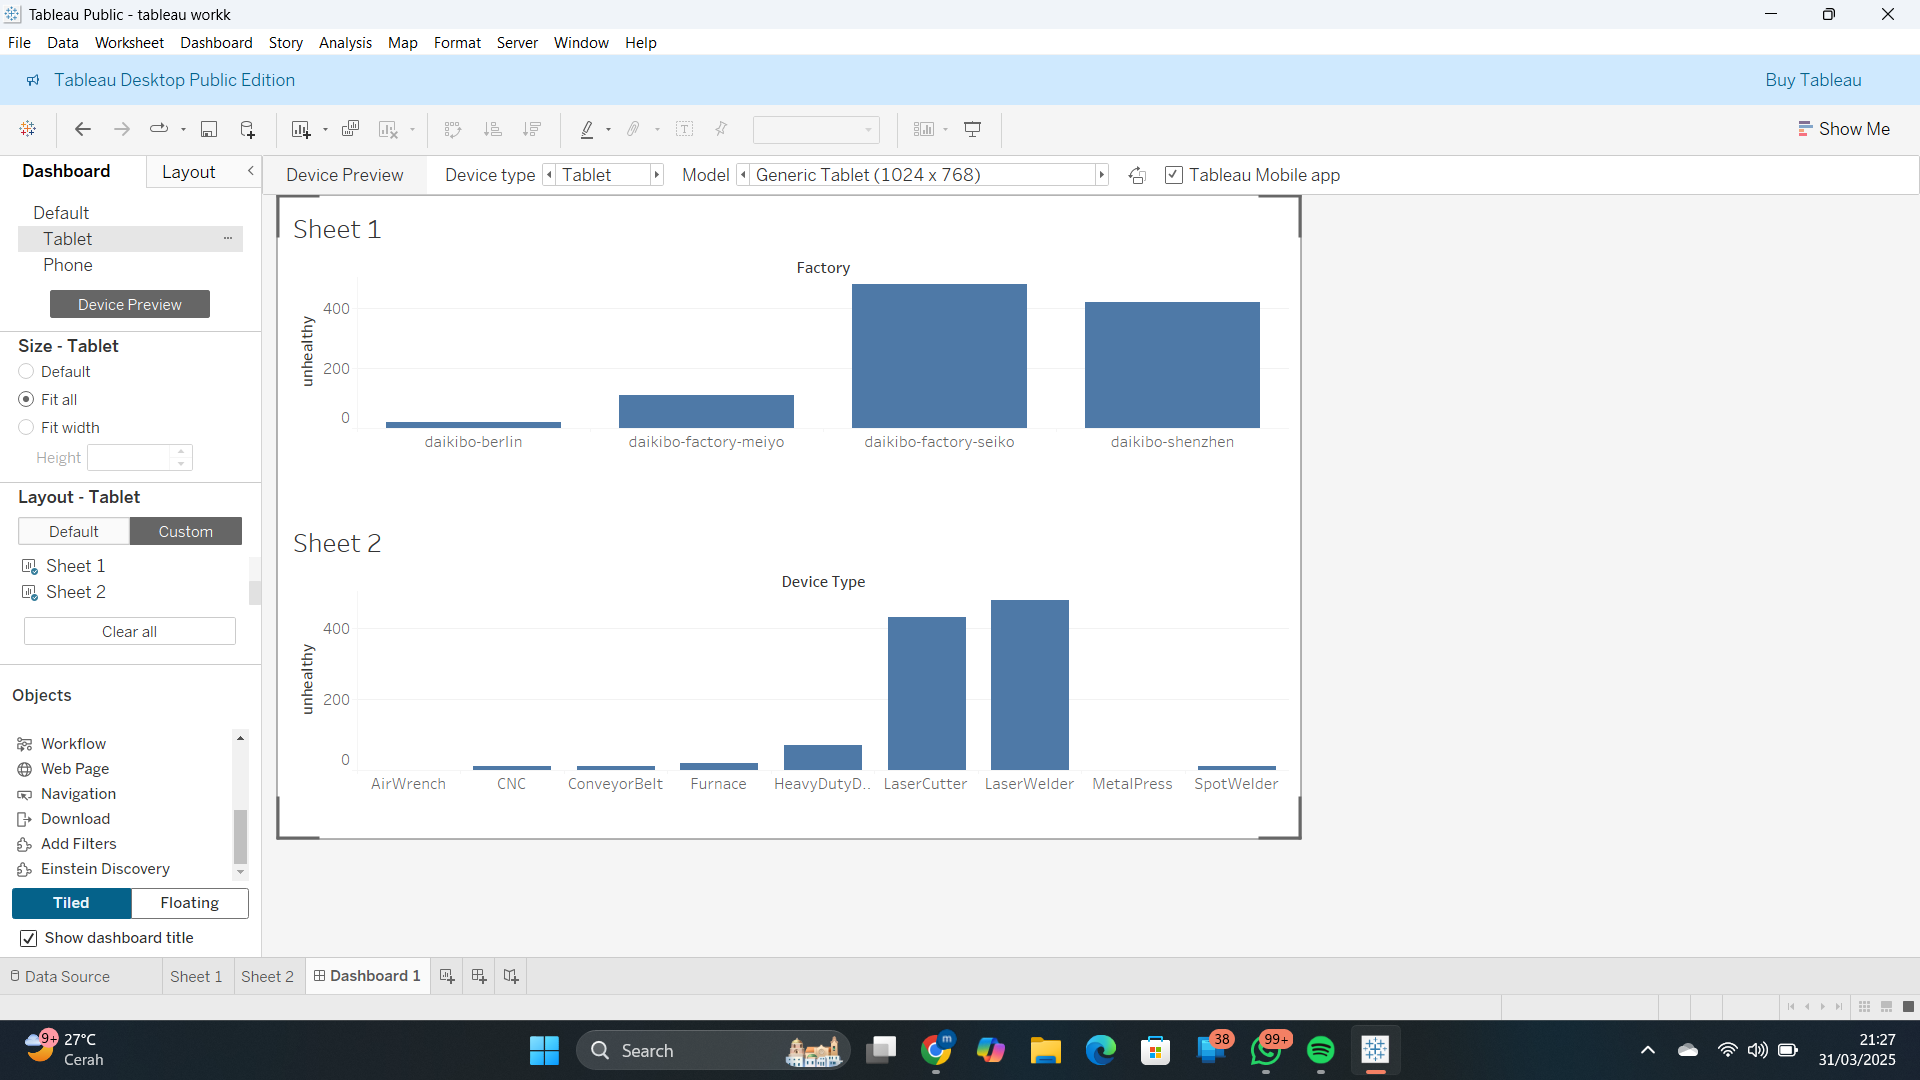 Tableau Public - tableau workk
File Data Worksheet Dashboard Story Analysis Map Format Server Window Help
Tableau Desktop Public Edition
Buy Tableau
Show Me
Dashboard Layout
Device Preview Device type Tablet Model Generic Tablet (1024 x 768) Tableau Mobile app
Default
Tablet
Phone
Device Preview
Size - Tablet
Default
Fit all
Fit width
Height
Layout - Tablet
Default Custom
Sheet 1
Sheet 2
Clear all
Objects
Workflow
Web Page
Navigation
Download
Add Filters
Einstein Discovery
Tiled Floating
Show dashboard title
Sheet 1
Factory
unhealthy
400
200
0
daikibo-berlin daikibo-factory-meiyo daikibo-factory-seiko daikibo-shenzhen
Sheet 2
Device Type
unhealthy
400
200
0
AirWrench CNC ConveyorBelt Furnace HeavyDutyD.. LaserCutter LaserWelder MetalPress SpotWelder
Data Source Sheet 1 Sheet 2 Dashboard 1
9+
27°C
Cerah
Search
m
38
99+
21:27
31/03/2025